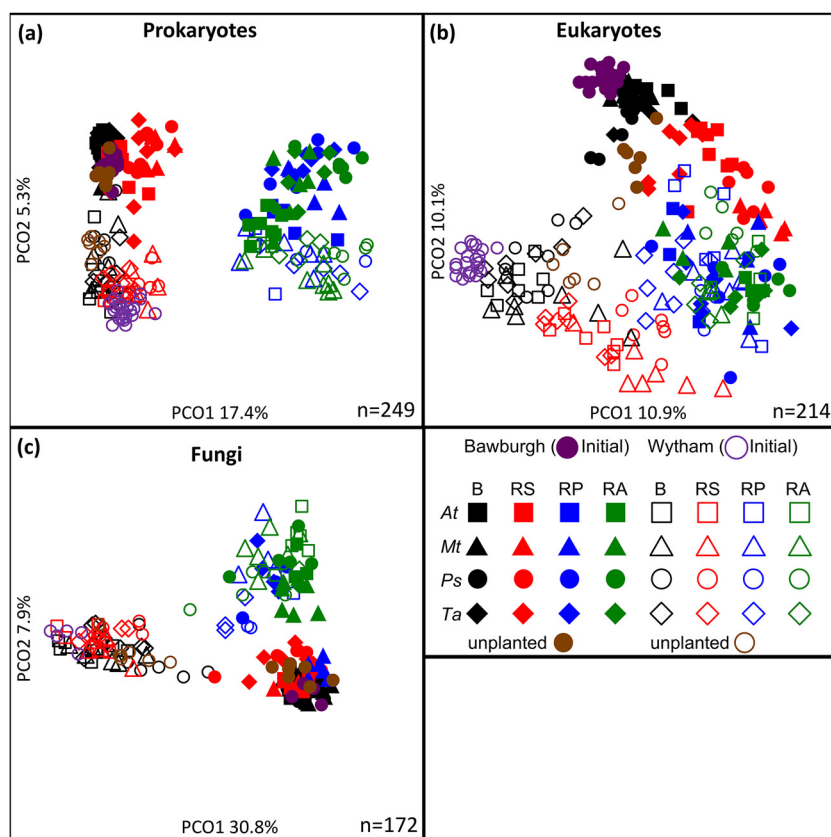 (a) Prokaryotes
PCO2 5.3%
PCO1 17.4% n=249
(b) Eukaryotes
PCO2 10.1%
PCO1 10.9% n=214
(c) Fungi
PCO2 7.9%
PCO1 30.8% n=172
Bawburgh (Initial) Wytham (Initial)
B RS RP RA B RS RP RA
At
Mt
Ps
Ta
unplanted unplanted